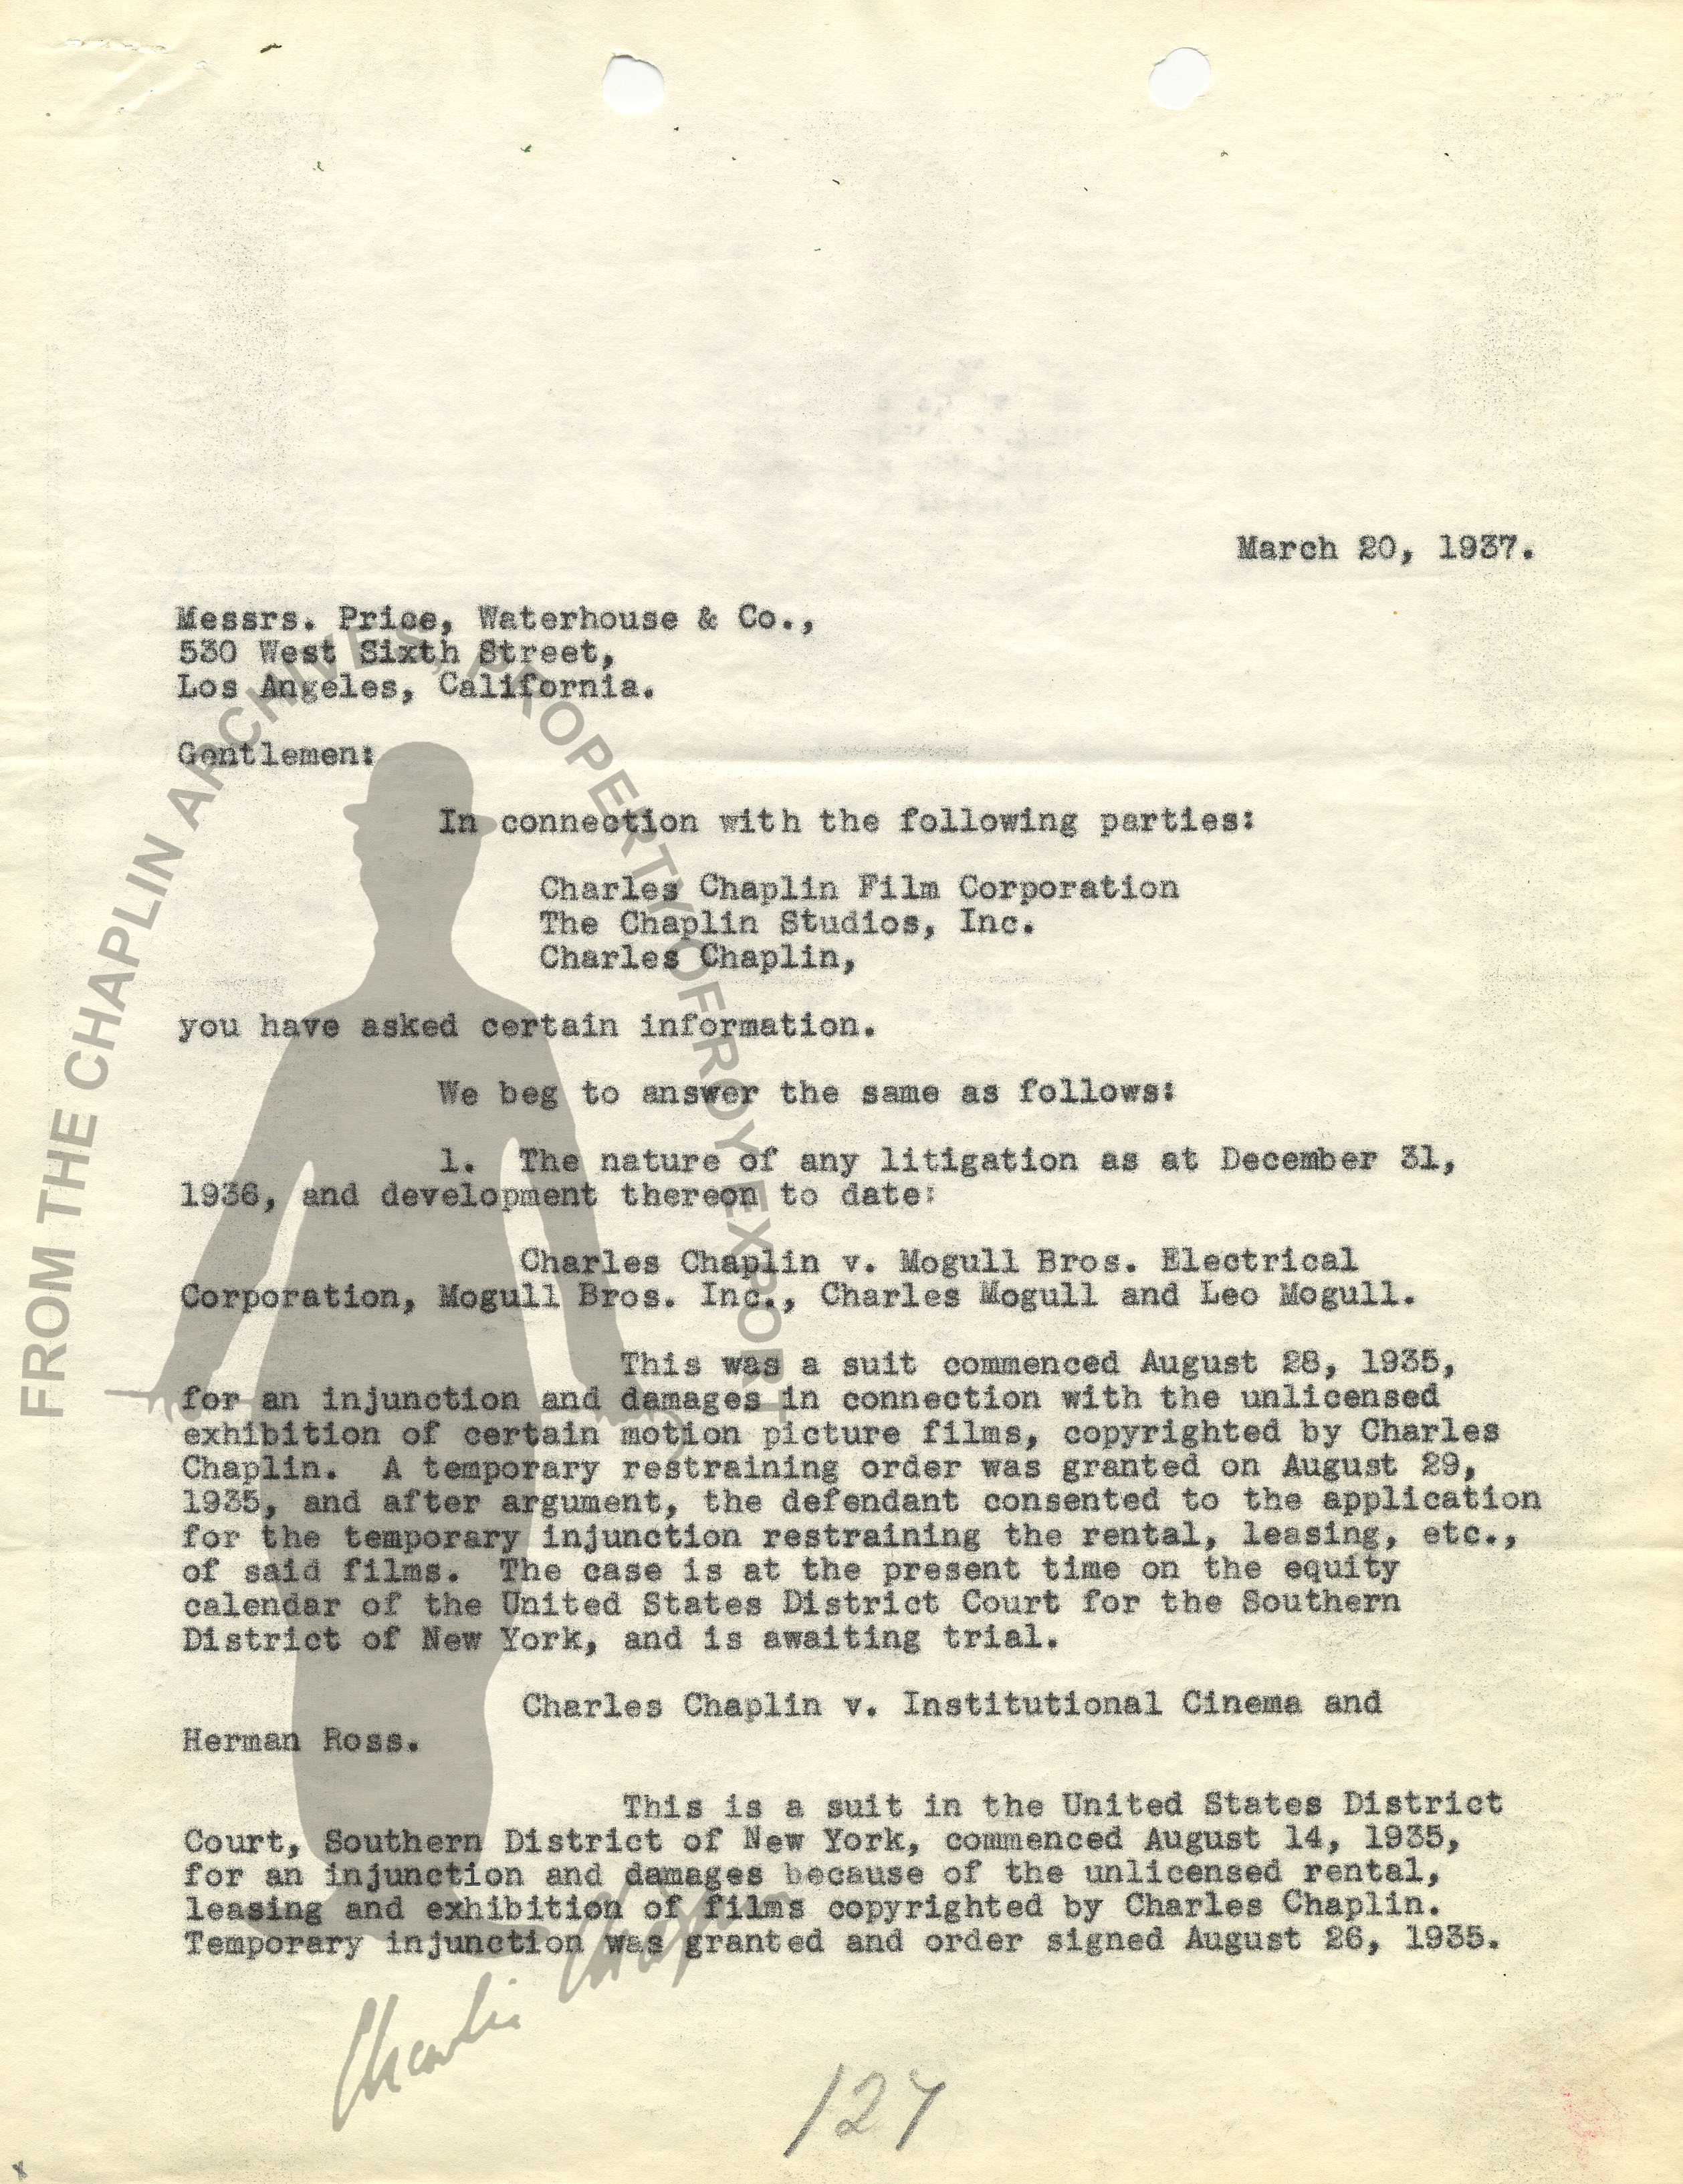 March 20, 1937.
Messrs. Price, Waterhouse & Co.,
530 West Sixth Street,
Los Angeles, California.
Gentlemen:
In connection with the following parties:
Charles Chaplin Film Corporation
The Chaplin Studios, Inc.
Charles Chaplin,
you have asked certain information.
We beg to answer the same as follows:
1. The nature of any litigation as at December 31,
1936, and development thereon to date:
Charles Chaplin v. Mogull Bros. Electrical
Corporation, Mogull Bros. Inc., Charles Mogull and Leo Mogull.
This was a suit commenced August 28, 1935,
for an injunction and damages in connection with the unlicensed
exhibition of certain motion picture films, copyrighted by Charles
Chaplin. A temporary restraining order was granted on August 29,
1935, and after argument, the defendant consented to the application
for the temporary injunction restraining the rental, leasing, etc.,
of said films. The case is at the present time on the equity
calendar of the United States District Court for the Southern
District of New York, and is awaiting trial.
Charles Chaplin v. Institutional Cinema and
Herman Ross.
This is a suit in the United States District
Court, Southern District of New York, commenced August 14, 1935,
for an injunction and damages because of the unlicensed rental,
leasing and exhibition of films copyrighted by Charles Chaplin.
Temporary injunction was granted and order signed August 26, 1935.
127
FROM THE CHAPLIN ARCHIVES, PROPERTY OF ROY EXPORT
Charlie Chaplin